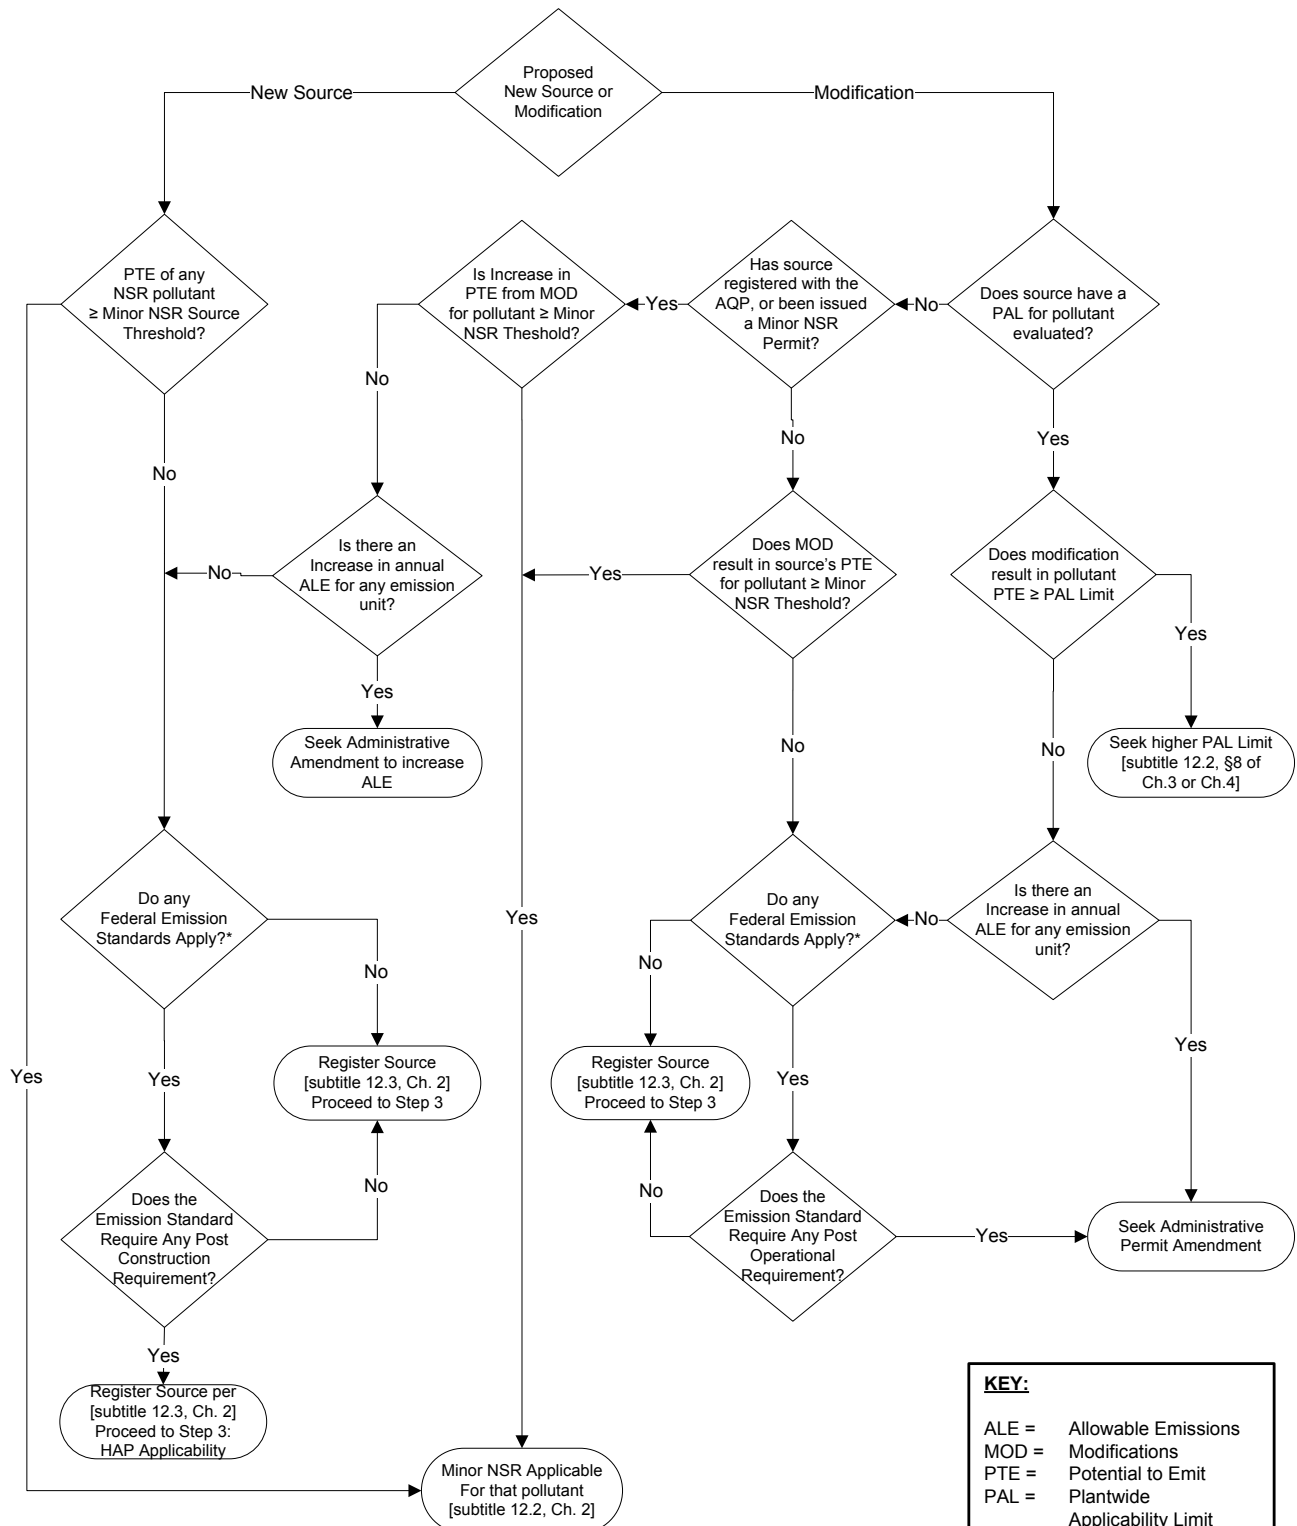 Proposed
New Source or
Modification
New Source
Modification
PTE of any
NSR pollutant
≥ Minor NSR Source
Threshold?
Is Increase in
PTE from MOD
for pollutant ≥ Minor
NSR Theshold?
Yes
Has source
registered with the
AQP, or been issued
a Minor NSR
Permit?
No
Does source have a
PAL for pollutant
evaluated?
No
No
Yes
No
Is there an
Increase in annual
ALE for any emission
unit?
No
Yes
Does MOD
result in source's PTE
for pollutant ≥ Minor
NSR Theshold?
Does modification
result in pollutant
PTE ≥ PAL Limit
Yes
Yes
Seek Administrative
Amendment to increase
ALE
No
No
Seek higher PAL Limit
[subtitle 12.2, §8 of
Ch.3 or Ch.4]
Do any
Federal Emission
Standards Apply?*
No
Yes
Do any
Federal Emission
Standards Apply?*
No
No
Is there an
Increase in annual
ALE for any emission
unit?
Yes
Yes
Yes
Register Source
[subtitle 12.3, Ch. 2]
Proceed to Step 3
Register Source
[subtitle 12.3, Ch. 2]
Proceed to Step 3
Yes
Yes
Does the
Emission Standard
Require Any Post
Construction
Requirement?
No
No
Does the
Emission Standard
Require Any Post
Operational
Requirement?
Yes
Seek Administrative
Permit Amendment
Yes
Register Source per
[subtitle 12.3, Ch. 2]
Proceed to Step 3:
HAP Applicability
Minor NSR Applicable
For that pollutant
[subtitle 12.2, Ch. 2]
KEY:
ALE = Allowable Emissions
MOD = Modifications
PTE = Potential to Emit
PAL = Plantwide
Applicability Limit